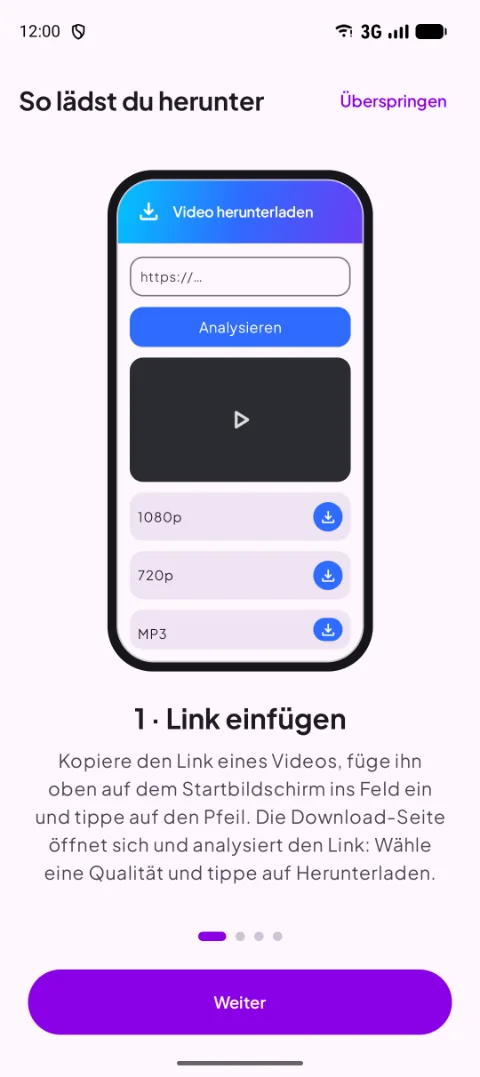 12:00
3G
So lädst du herunter
Überspringen
Video herunterladen
https://...
Analysieren
1080p
720p
MP3
1 · Link einfügen
Kopiere den Link eines Videos, füge ihn
oben auf dem Startbildschirm ins Feld ein
und tippe auf den Pfeil. Die Download-Seite
öffnet sich und analysiert den Link: Wähle
eine Qualität und tippe auf Herunterladen.
Weiter